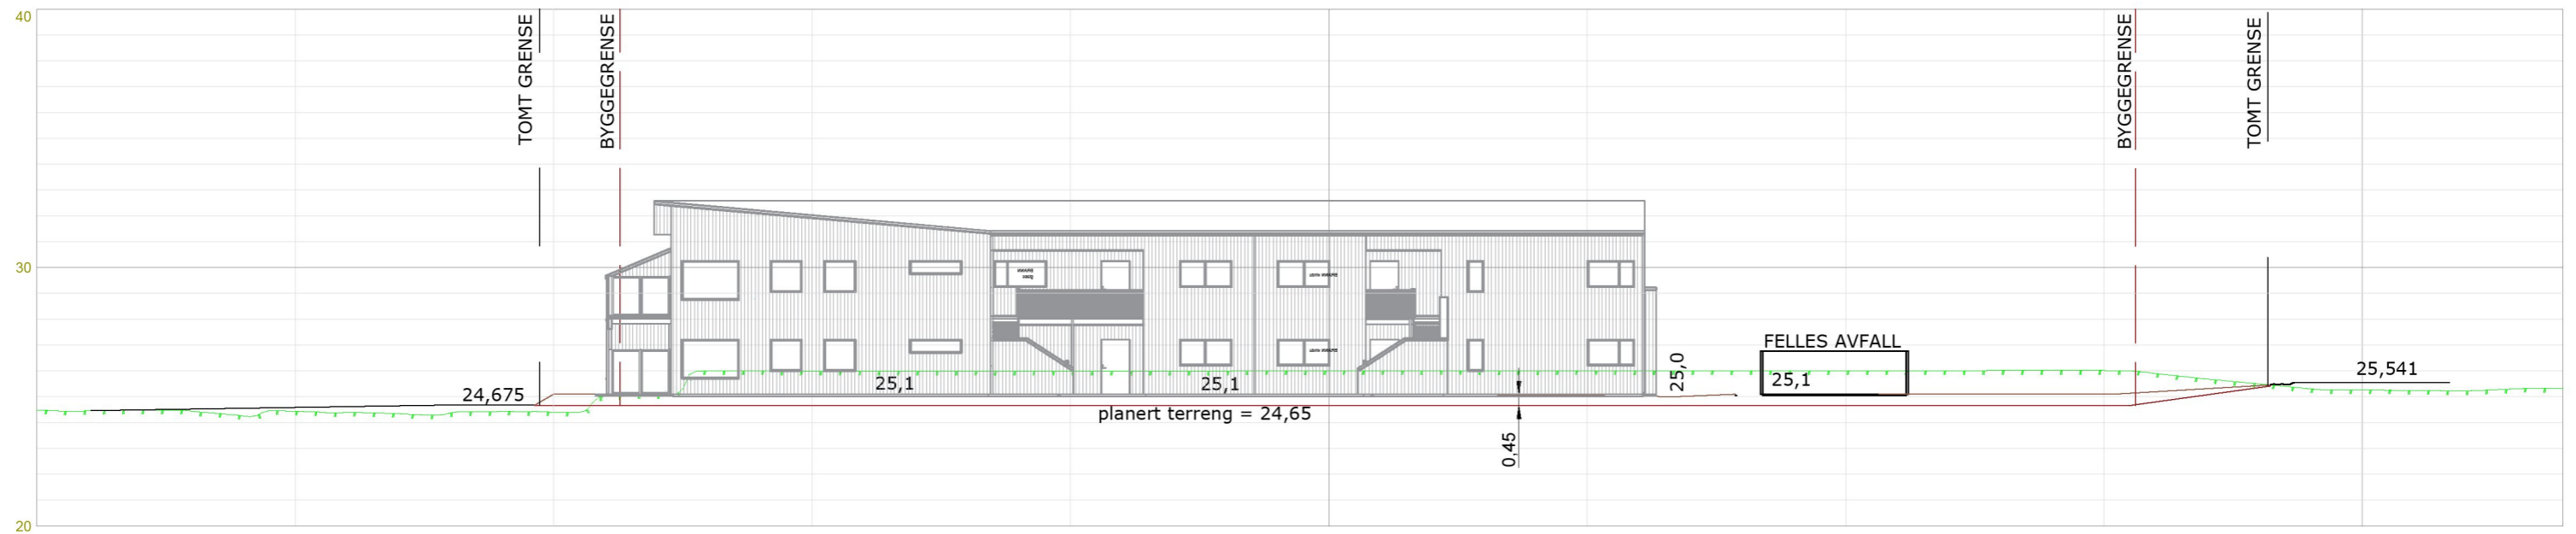 40
TOMT GRENSE
BYGGEGRENSE
BYGGEGRENSE
TOMT GRENSE
30
FELLES AVFALL
24,675
25,1
25,1
25,0
25,1
25,541
planert terreng = 24,65
0,45
20